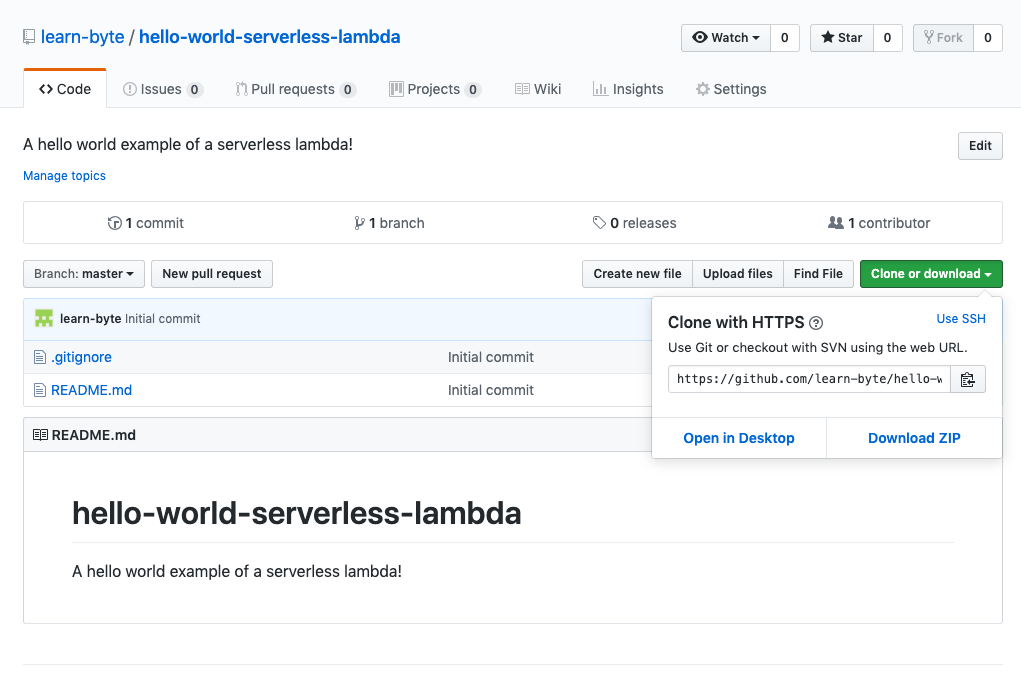 learn-byte / hello-world-serverless-lambda
Watch 0 Star 0 Fork 0
Code Issues 0 Pull requests 0 Projects 0 Wiki Insights Settings
A hello world example of a serverless lambda! Edit
Manage topics
1 commit 1 branch 0 releases 1 contributor
Branch: master New pull request Create new file Upload files Find File Clone or download
learn-byte Initial commit
.gitignore Initial commit
README.md Initial commit
Clone with HTTPS Use SSH
Use Git or checkout with SVN using the web URL.
https://github.com/learn-byte/hello-w
Open in Desktop Download ZIP
README.md
hello-world-serverless-lambda
A hello world example of a serverless lambda!